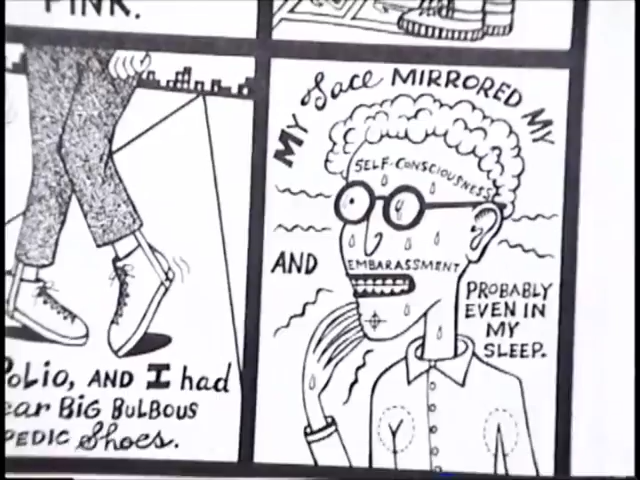 PINK.
POLIO, AND I had
ear BIG BULBOUS
PEDIC Shoes.
MY face MIRRORED MY
SELF-CONSCIOUSNESS
AND
EMBARASSMENT
PROBABLY
EVEN IN
MY
SLEEP.